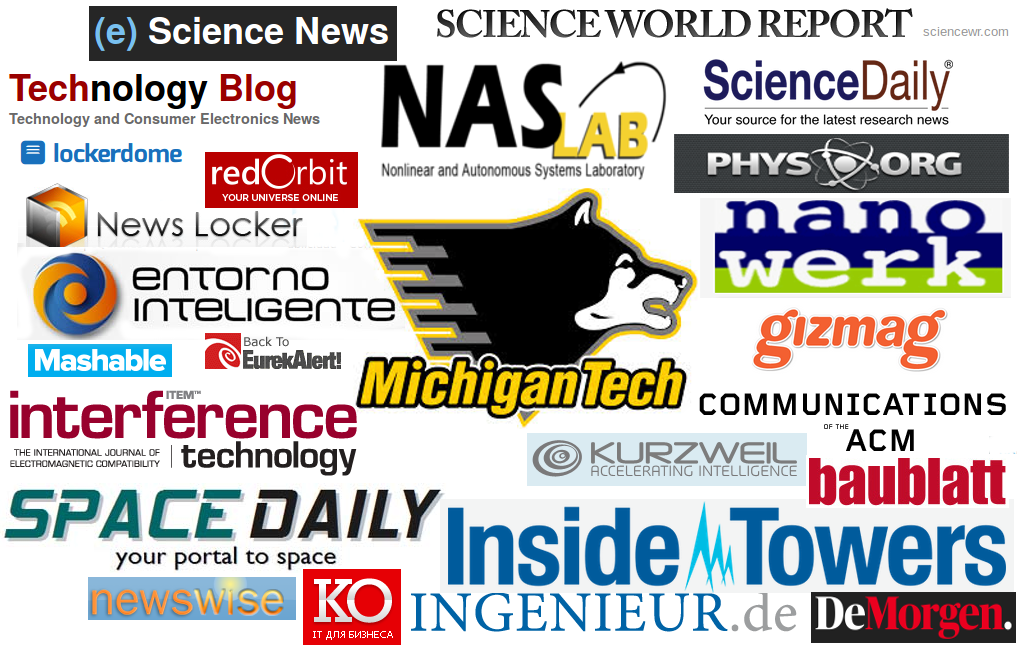 (e) Science News
SCIENCE WORLD REPORT
sciencewr.com
Technology Blog
Technology and Consumer Electronics News
NAS
LAB
Nonlinear and Autonomous Systems Laboratory
ScienceDaily®
Your source for the latest research news
lockerdome
redOrbit
YOUR UNIVERSE ONLINE
PHYS ORG
News Locker
nano
werk
entorno
inteligente
gizmag
Mashable
Back To
EurekAlert!
MichiganTech
ITEM™
interference
THE INTERNATIONAL JOURNAL OF
ELECTROMAGNETIC COMPATIBILITY
technology
COMMUNICATIONS
OF THE
ACM
KURZWEIL
ACCELERATING INTELLIGENCE
baublatt
SPACE DAILY
your portal to space
Inside Towers
newswise
KO
IT ДЛЯ БИЗНЕСА
INGENIEUR.de
DeMorgen.